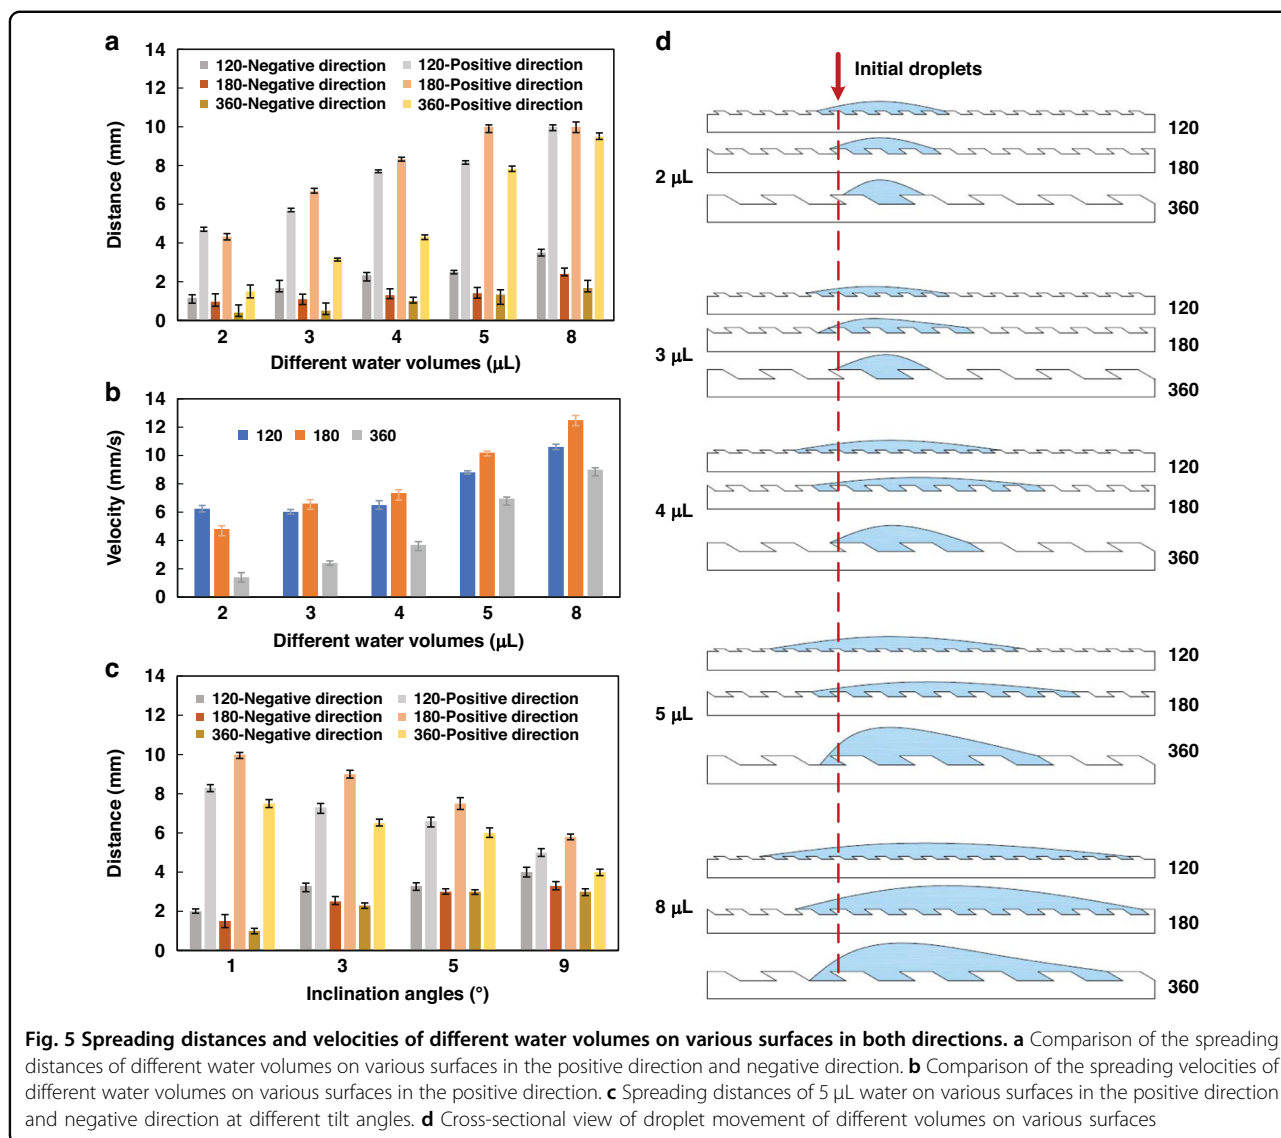 a
14
12
10
8
6
4
2
0
Distance (mm)
120-Negative direction
120-Positive direction
180-Negative direction
180-Positive direction
360-Negative direction
360-Positive direction
2 3 4 5 8
Different water volumes (μL)
b
14
12
10
8
6
4
2
0
Velocity (mm/s)
120 180 360
2 3 4 5 8
Different water volumes (μL)
c
14
12
10
8
6
4
2
0
Distance (mm)
120-Negative direction
120-Positive direction
180-Negative direction
180-Positive direction
360-Negative direction
360-Positive direction
1 3 5 9
Inclination angles (°)
d
Initial droplets
2 μL
120
180
360
3 μL
120
180
360
4 μL
120
180
360
5 μL
120
180
360
8 μL
120
180
360
Fig. 5 Spreading distances and velocities of different water volumes on various surfaces in both directions. a Comparison of the spreading
distances of different water volumes on various surfaces in the positive direction and negative direction. b Comparison of the spreading velocities of
different water volumes on various surfaces in the positive direction. c Spreading distances of 5 μL water on various surfaces in the positive direction
and negative direction at different tilt angles. d Cross-sectional view of droplet movement of different volumes on various surfaces